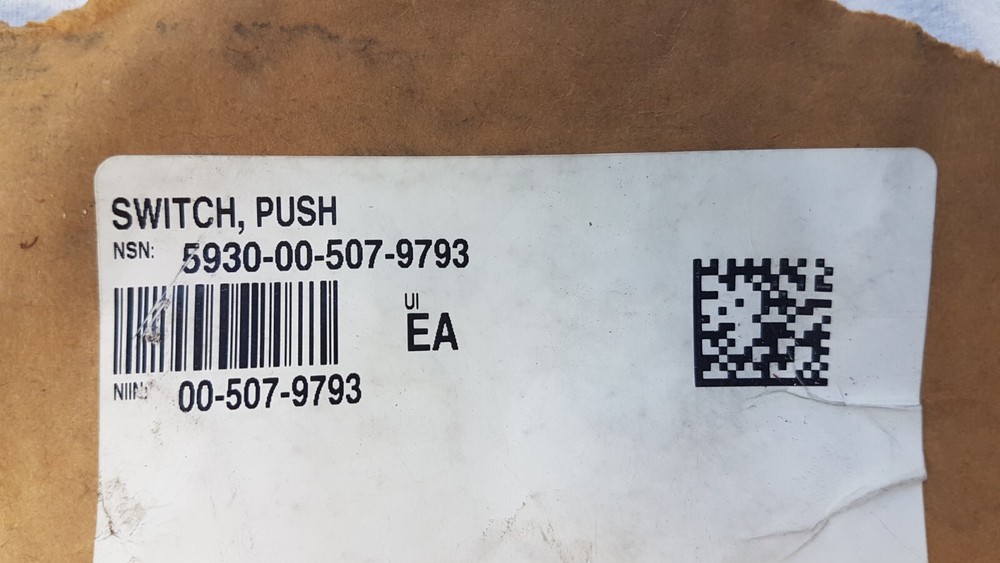 SWITCH, PUSH
NSN: 5930-00-507-9793
UI
EA
NIIN: 00-507-9793